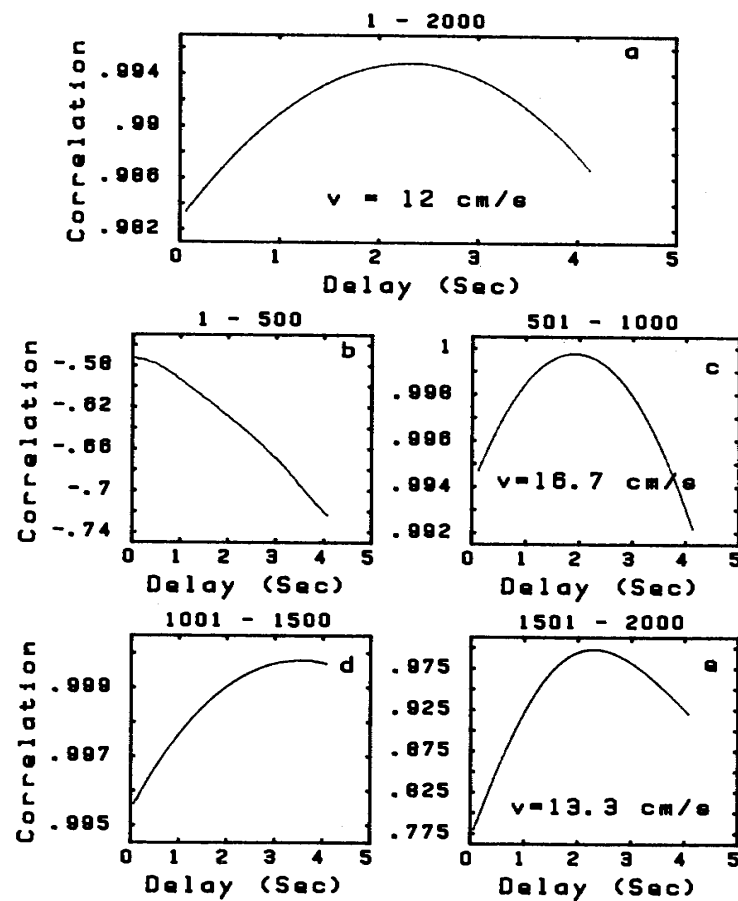 1 - 2000
a
Correlation
.994
.99
.986
.982
v = 12 cm/s
0 1 2 3 4 5
Delay (Sec)
1 - 500
b
Correlation
-.58
-.62
-.66
-.7
-.74
0 1 2 3 4 5
Delay (Sec)
501 - 1000
c
1
.998
.996
.994
.992
v=16.7 cm/s
0 1 2 3 4 5
Delay (Sec)
1001 - 1500
d
Correlation
.999
.997
.995
0 1 2 3 4 5
Delay (Sec)
1501 - 2000
e
.975
.925
.875
.825
.775
v=13.3 cm/s
0 1 2 3 4 5
Delay (Sec)